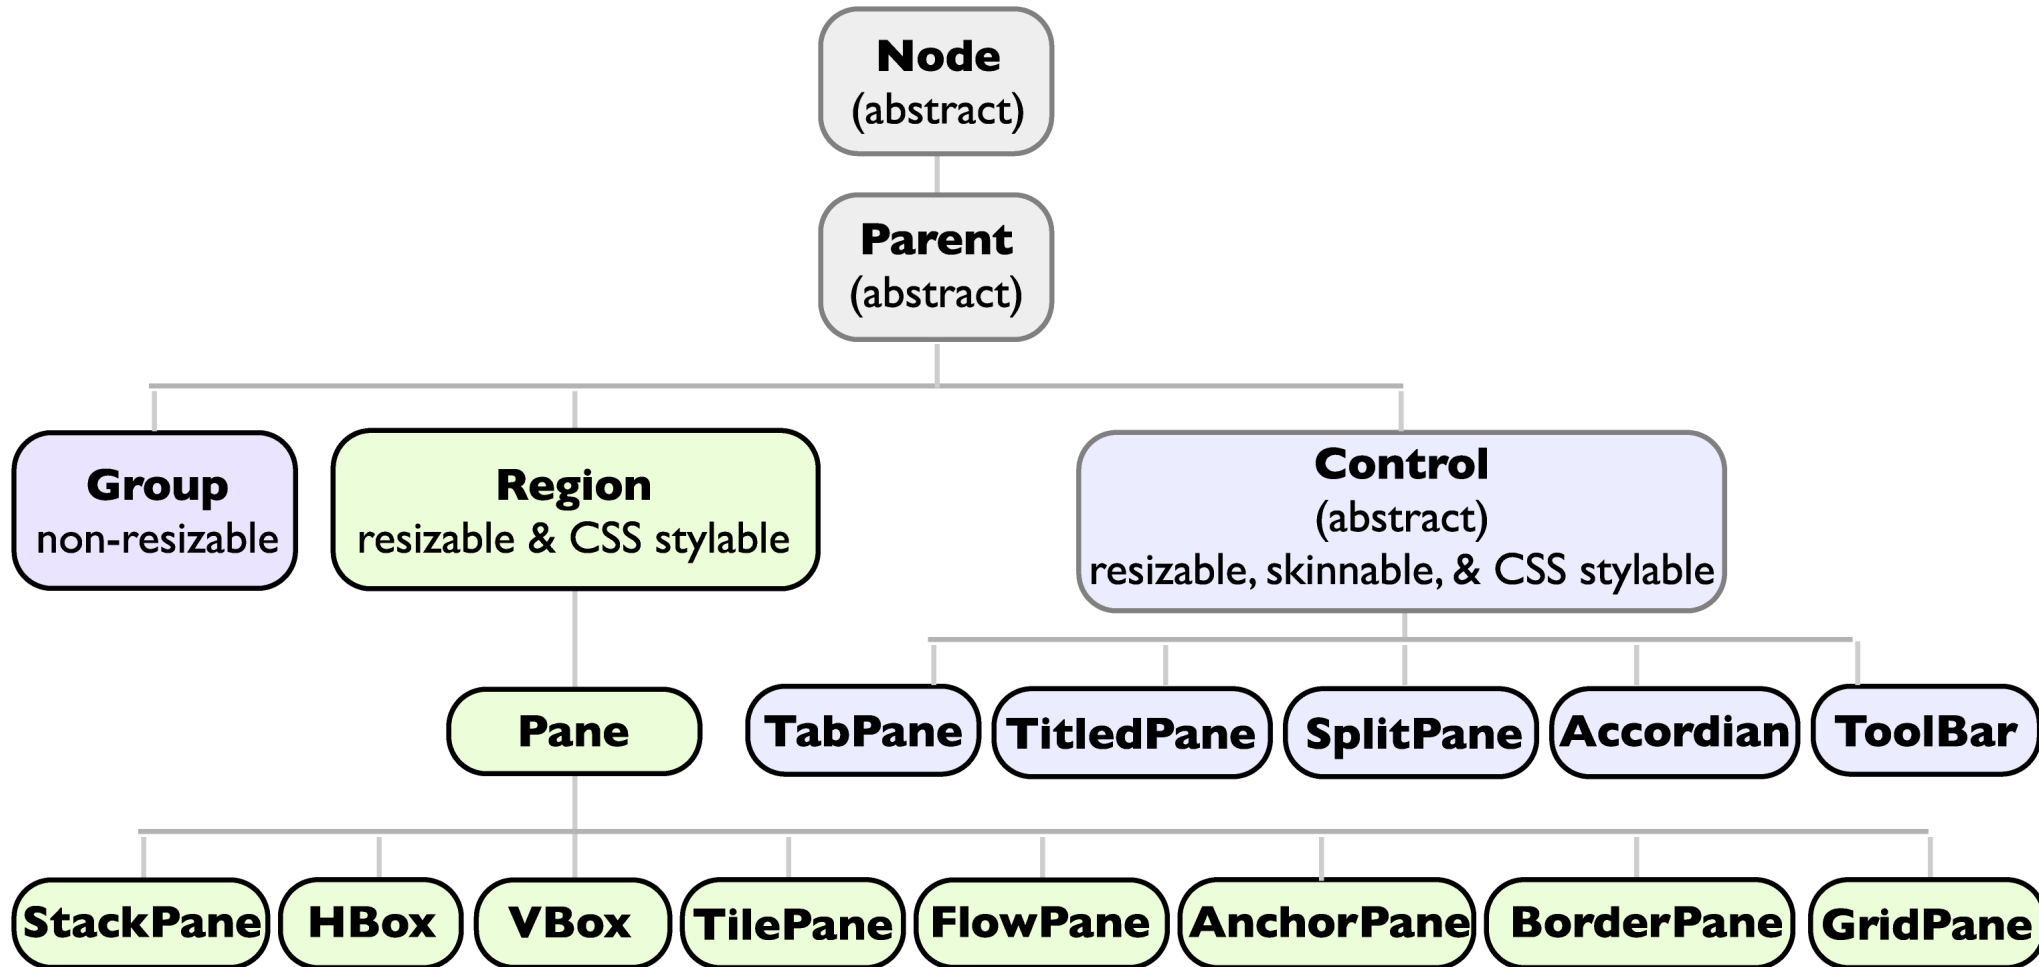 Node
(abstract)
Parent
(abstract)
Group
non-resizable
Region
resizable & CSS stylable
Control
(abstract)
resizable, skinnable, & CSS stylable
Pane
TabPane
TitledPane
SplitPane
Accordian
ToolBar
StackPane
HBox
VBox
TilePane
FlowPane
AnchorPane
BorderPane
GridPane